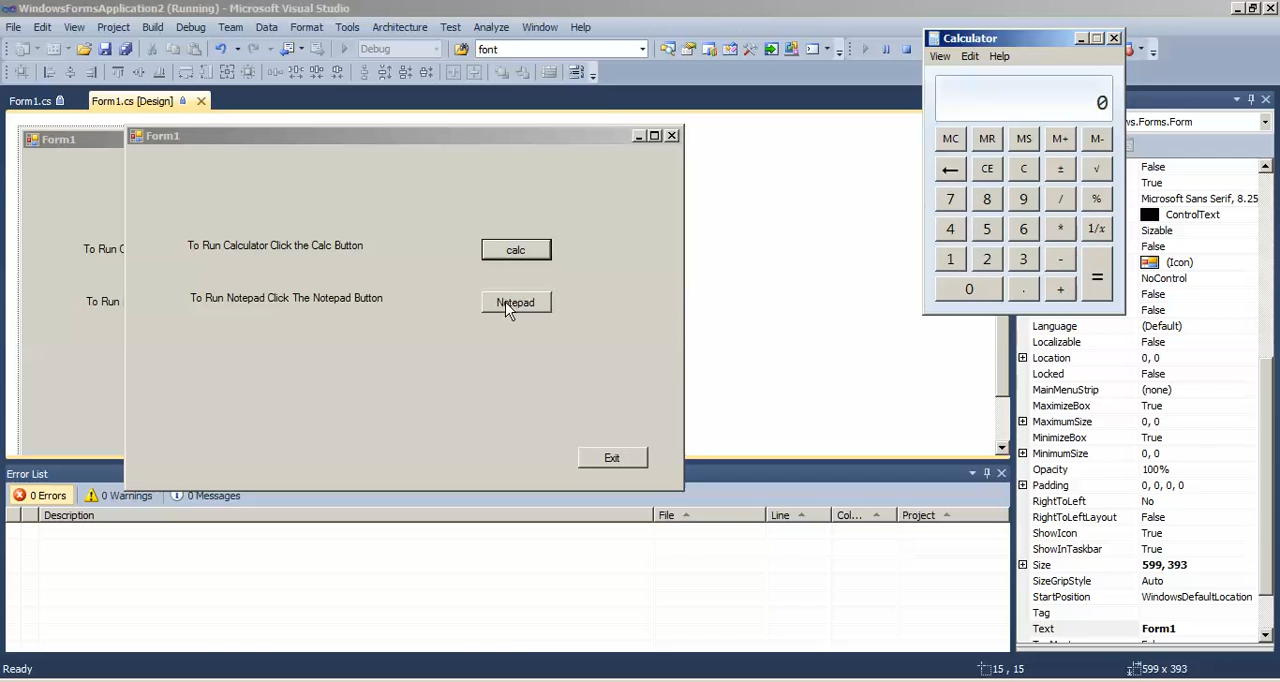 WindowsFormsApplication2 (Running) - Microsoft Visual Studio
File Edit View Project Build Debug Team Data Format Tools Architecture Test Analyze Window Help
Debug font
Form1.cs Form1.cs [Design]
Form1
To Run C
To Run
Form1
To Run Calculator Click the Calc Button calc
To Run Notepad Click The Notepad Button Notepad
Exit
Calculator
View Edit Help
0
MC MR MS M+ M-
← CE C ± √
7 8 9 / %
4 5 6 * 1/x
1 2 3 - =
0 . +
ws.Forms.Form
False
True
Microsoft Sans Serif, 8.25
ControlText
Sizable
False
(Icon)
NoControl
False
False
Language (Default)
Localizable False
Location 0, 0
Locked False
MainMenuStrip (none)
MaximizeBox True
MaximumSize 0, 0
MinimizeBox True
MinimumSize 0, 0
Opacity 100%
Padding 0, 0, 0, 0
RightToLeft No
RightToLeftLayout False
ShowIcon True
ShowInTaskbar True
Size 599, 393
SizeGripStyle Auto
StartPosition WindowsDefaultLocation
Tag
Text Form1
Error List
0 Errors 0 Warnings 0 Messages
Description File Line Col... Project
Ready 15 , 15 599 x 393